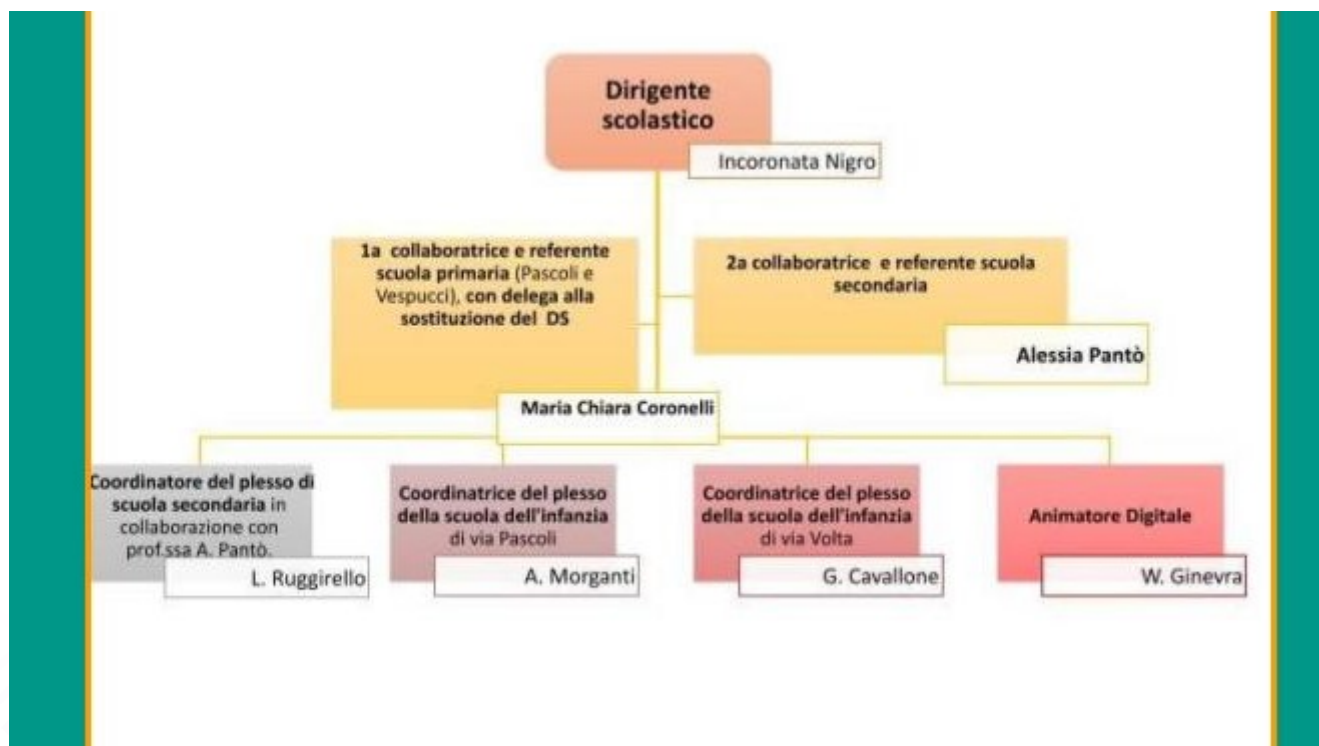 Dirigente
scolastico
Incoronata Nigro
1a collaboratrice e referente
scuola primaria (Pascoli e
Vespucci), con delega alla
sostituzione del DS
Maria Chiara Coronelli
2a collaboratrice e referente scuola
secondaria
Alessia Pantò
Coordinatore del plesso di
scuola secondaria in
collaborazione con
prof.ssa A. Pantò.
L. Ruggirello
Coordinatrice del plesso
della scuola dell'infanzia
di via Pascoli
A. Morganti
Coordinatrice del plesso
della scuola dell'infanzia
di via Volta
G. Cavallone
Animatore Digitale
W. Ginevra